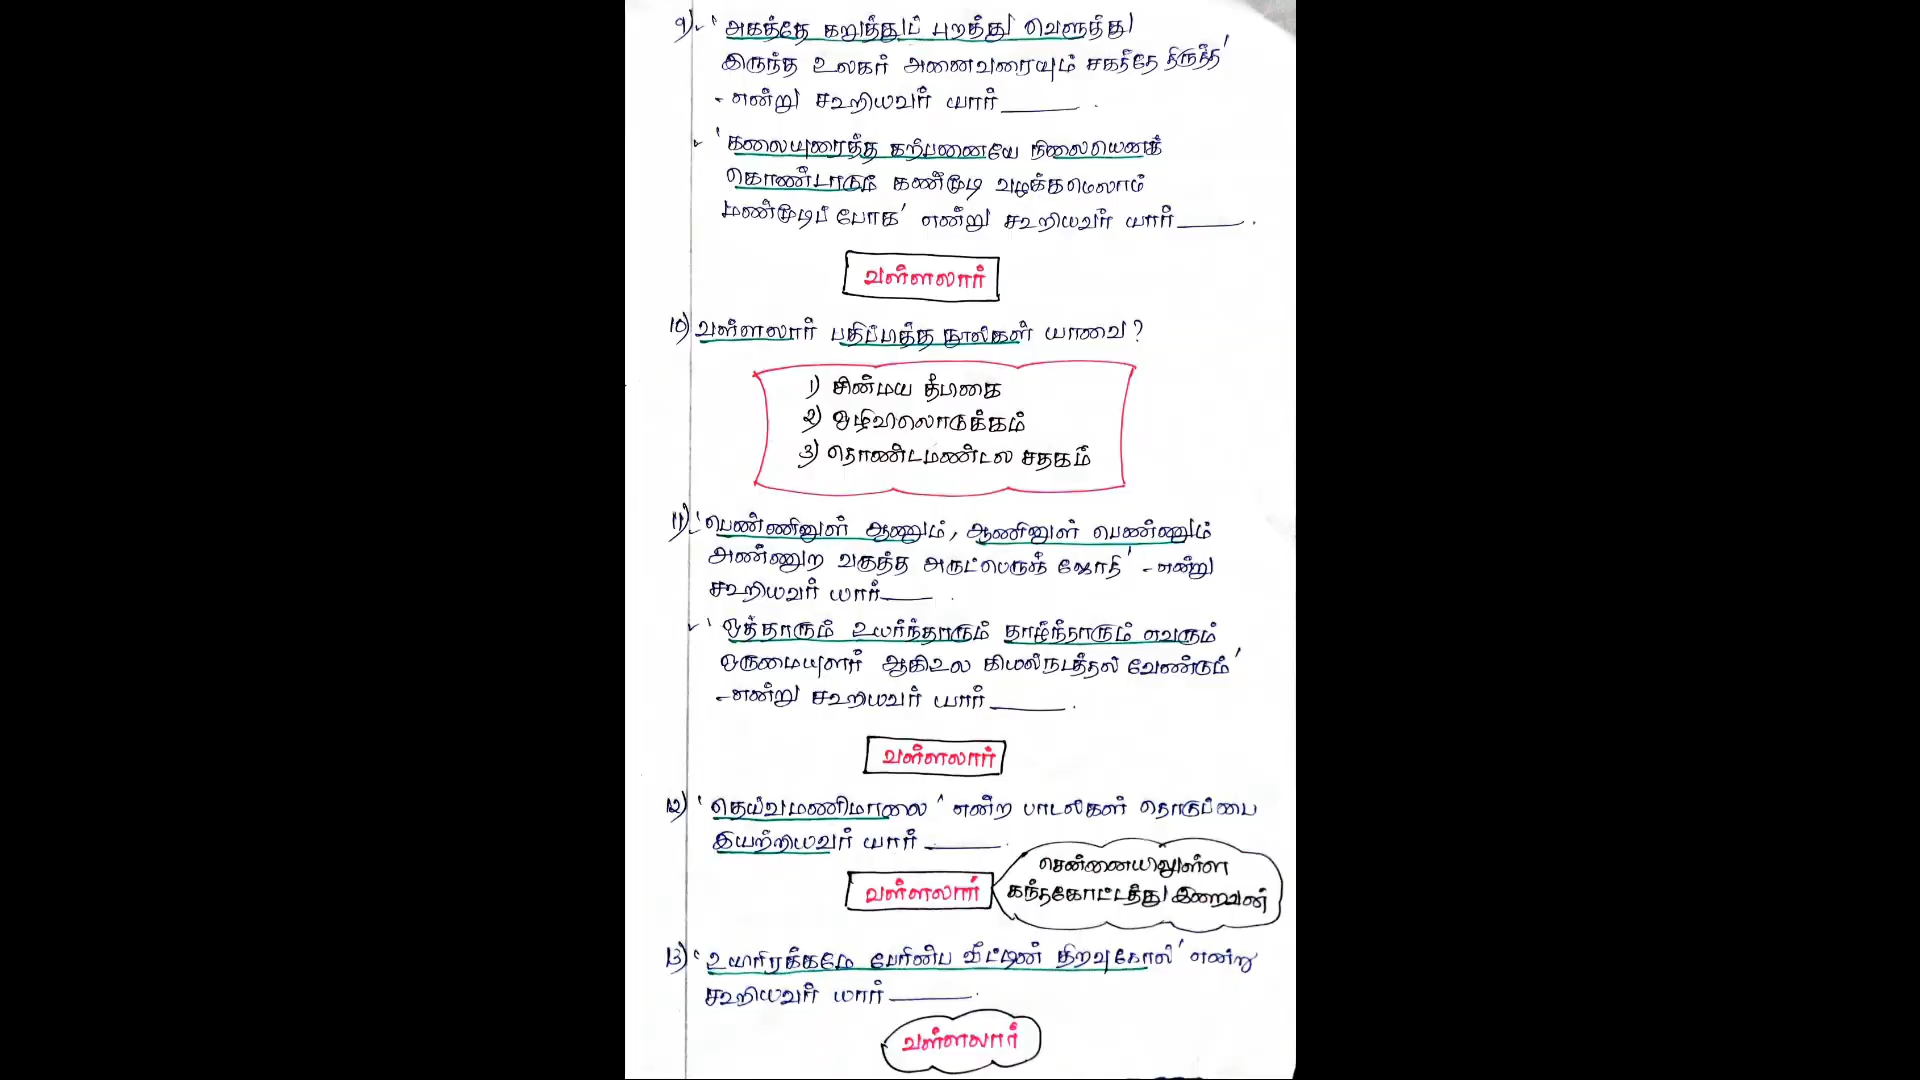 9) ' அகத்தே கறுத்துப் புறத்து வெளுத்து
இருந்த உலகர் அனைவரையும் சகத்தே திருத்த'
- என்று கூறியவர் யார்______.
'கலையுரைத்த கற்பனையே நிலையெனக்
கொண்டாடும் கண்மூடி வழக்கமெலாம்
மண்மூடிப் போக' என்று கூறியவர் யார்______.
வள்ளலார்
10) வள்ளலார் பதிப்பித்த நூல்கள் யாவை?
1) சின்மய தீபிகை
2) ஒழிவிலொடுக்கம்
3) தொண்டமண்டல சதகம்
11) 'பெண்ணினுள் ஆணும், ஆணினுள் பெண்ணும்
அண்ணுற வகுத்த அருட்பெருஞ் ஜோதி' - என்று
கூறியவர் யார்_____.
'ஒத்தாரும் உயர்ந்தாரும் தாழ்ந்தாரும் எவரும்
ஒருமையுளர் ஆகிஉல கியல்நடத்தல் வேண்டும்'
- என்று கூறியவர் யார்______.
வள்ளலார்
12) 'தெய்வமணிமாலை' என்ற பாடல்கள் தொகுப்பை
இயற்றியவர் யார் ______
சென்னையிலுள்ள
வள்ளலார் கந்தகோட்டத்து இறைவன்
13) 'உயிரிரக்கமே பேரின்ப வீட்டின் திறவுகோல்' என்று
கூறியவர் யார்______.
வள்ளலார்